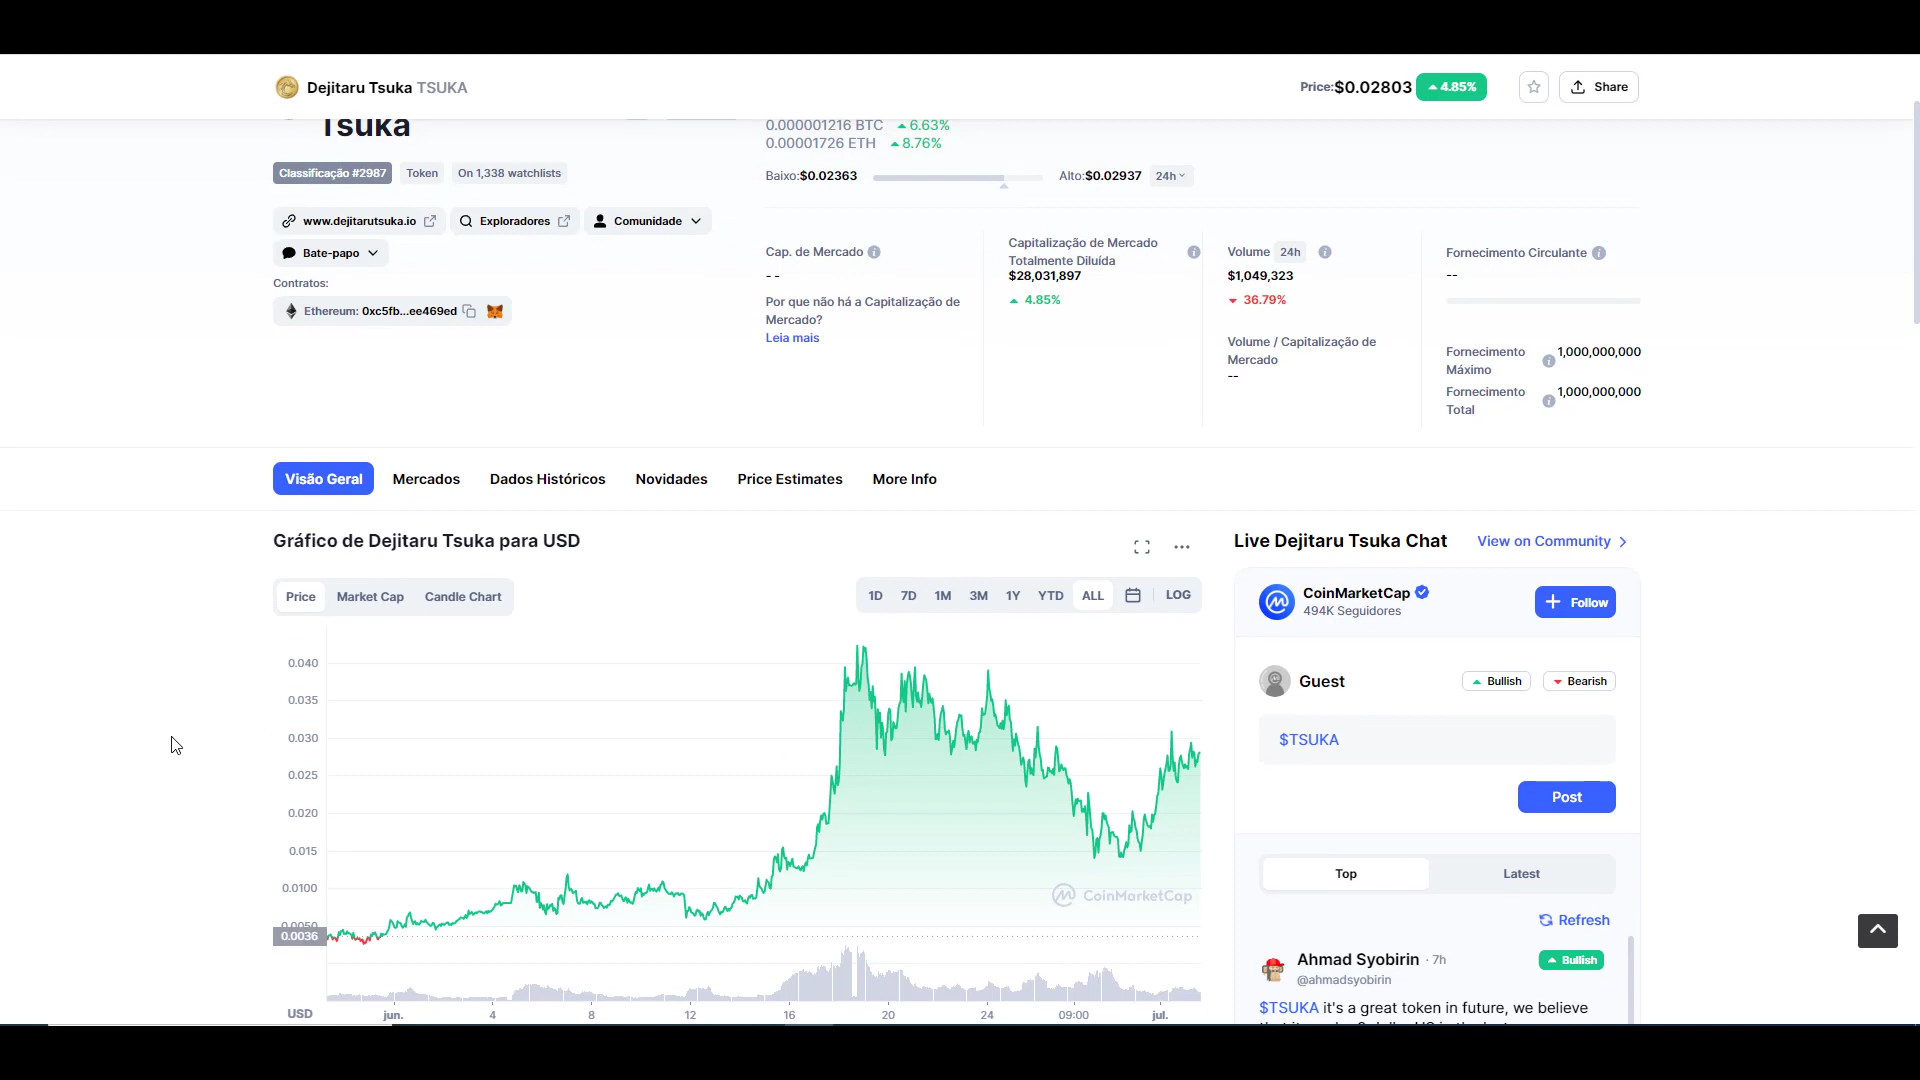 Dejitaru Tsuka TSUKA
Price:$0.02803 4.85%
Share
Tsuka
0.000001216 BTC 6.63%
0.00001726 ETH 8.76%
Classificação #2987 Token On 1,338 watchlists
Baixo:$0.02363 Alto:$0.02937 24h
www.dejitarutsuka.io Exploradores Comunidade
Bate-papo
Contratos:
Ethereum: 0xc5fb...ee469ed
Cap. de Mercado
- -
Por que não há a Capitalização de
Mercado?
Leia mais
Capitalização de Mercado
Totalmente Diluída
$28,031,897
4.85%
Volume 24h
$1,049,323
36.79%
Volume / Capitalização de
Mercado
--
Fornecimento Circulante
--
Fornecimento
Máximo
1,000,000,000
Fornecimento
Total
1,000,000,000
Visão Geral Mercados Dados Históricos Novidades Price Estimates More Info
Gráfico de Dejitaru Tsuka para USD
Price Market Cap Candle Chart
1D 7D 1M 3M 1Y YTD ALL LOG
0.040
0.035
0.030
0.025
0.020
0.015
0.0100
0.0050
0.0036
CoinMarketCap
USD jun. 4 8 12 16 20 24 09:00 jul.
Live Dejitaru Tsuka Chat View on Community
CoinMarketCap
494K Seguidores
Follow
Guest Bullish Bearish
$TSUKA
Post
Top Latest
Refresh
Ahmad Syobirin · 7h Bullish
@ahmadsyobirin
$TSUKA it's a great token in future, we believe